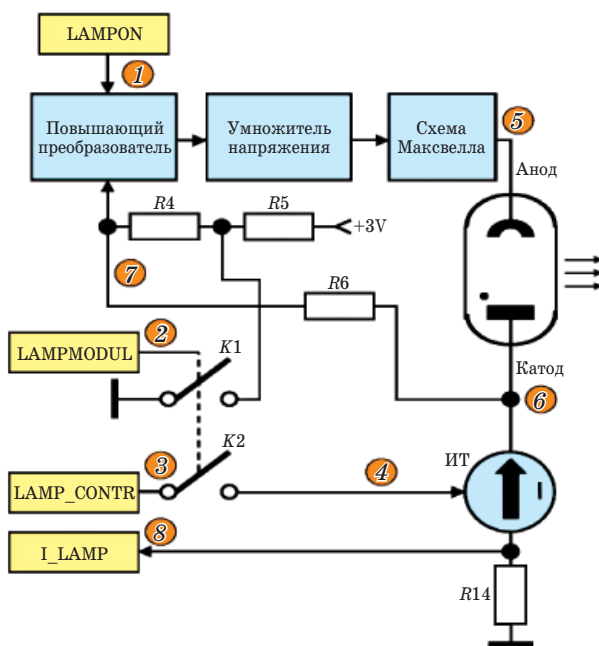 LAMPON
1
Повышающий
преобразователь
Умножитель
напряжения
Схема
Максвелла
5
Анод
R4
R5
+3V
7
R6
LAMPMODUL
2
K1
Катод
6
K2
ИТ
LAMP_CONTR
3
4
I
8
I_LAMP
R14